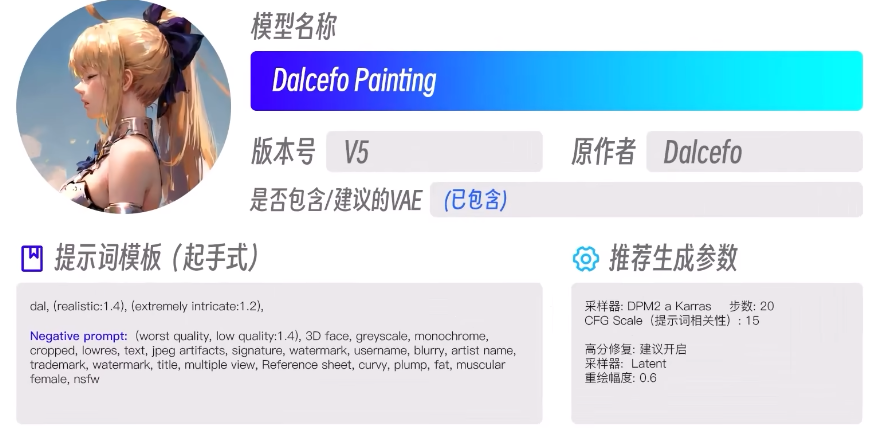 模型名称
Dalcefo Painting
版本号 V5 原作者 Dalcefo
是否包含/建议的VAE (已包含)
提示词模板（起手式）
dal, (realistic:1.4), (extremely intricate:1.2),
Negative prompt: (worst quality, low quality:1.4), 3D face, greyscale, monochrome,
cropped, lowres, text, jpeg artifacts, signature, watermark, username, blurry, artist name,
trademark, watermark, title, multiple view, Reference sheet, curvy, plump, fat, muscular
female, nsfw
推荐生成参数
采样器: DPM2 a Karras 步数: 20
CFG Scale（提示词相关性）: 15
高分修复: 建议开启
采样器: Latent
重绘幅度: 0.6